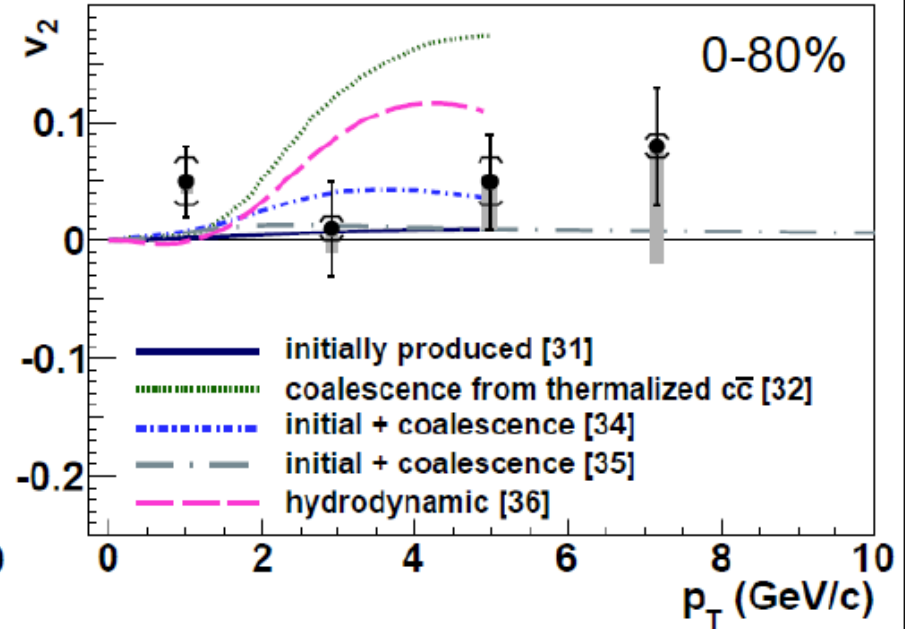 v2
0-80%
0.1
0
-0.1
-0.2
initially produced [31]
coalescence from thermalized cc̅ [32]
initial + coalescence [34]
initial + coalescence [35]
hydrodynamic [36]
0 2 4 6 8 10
pT (GeV/c)